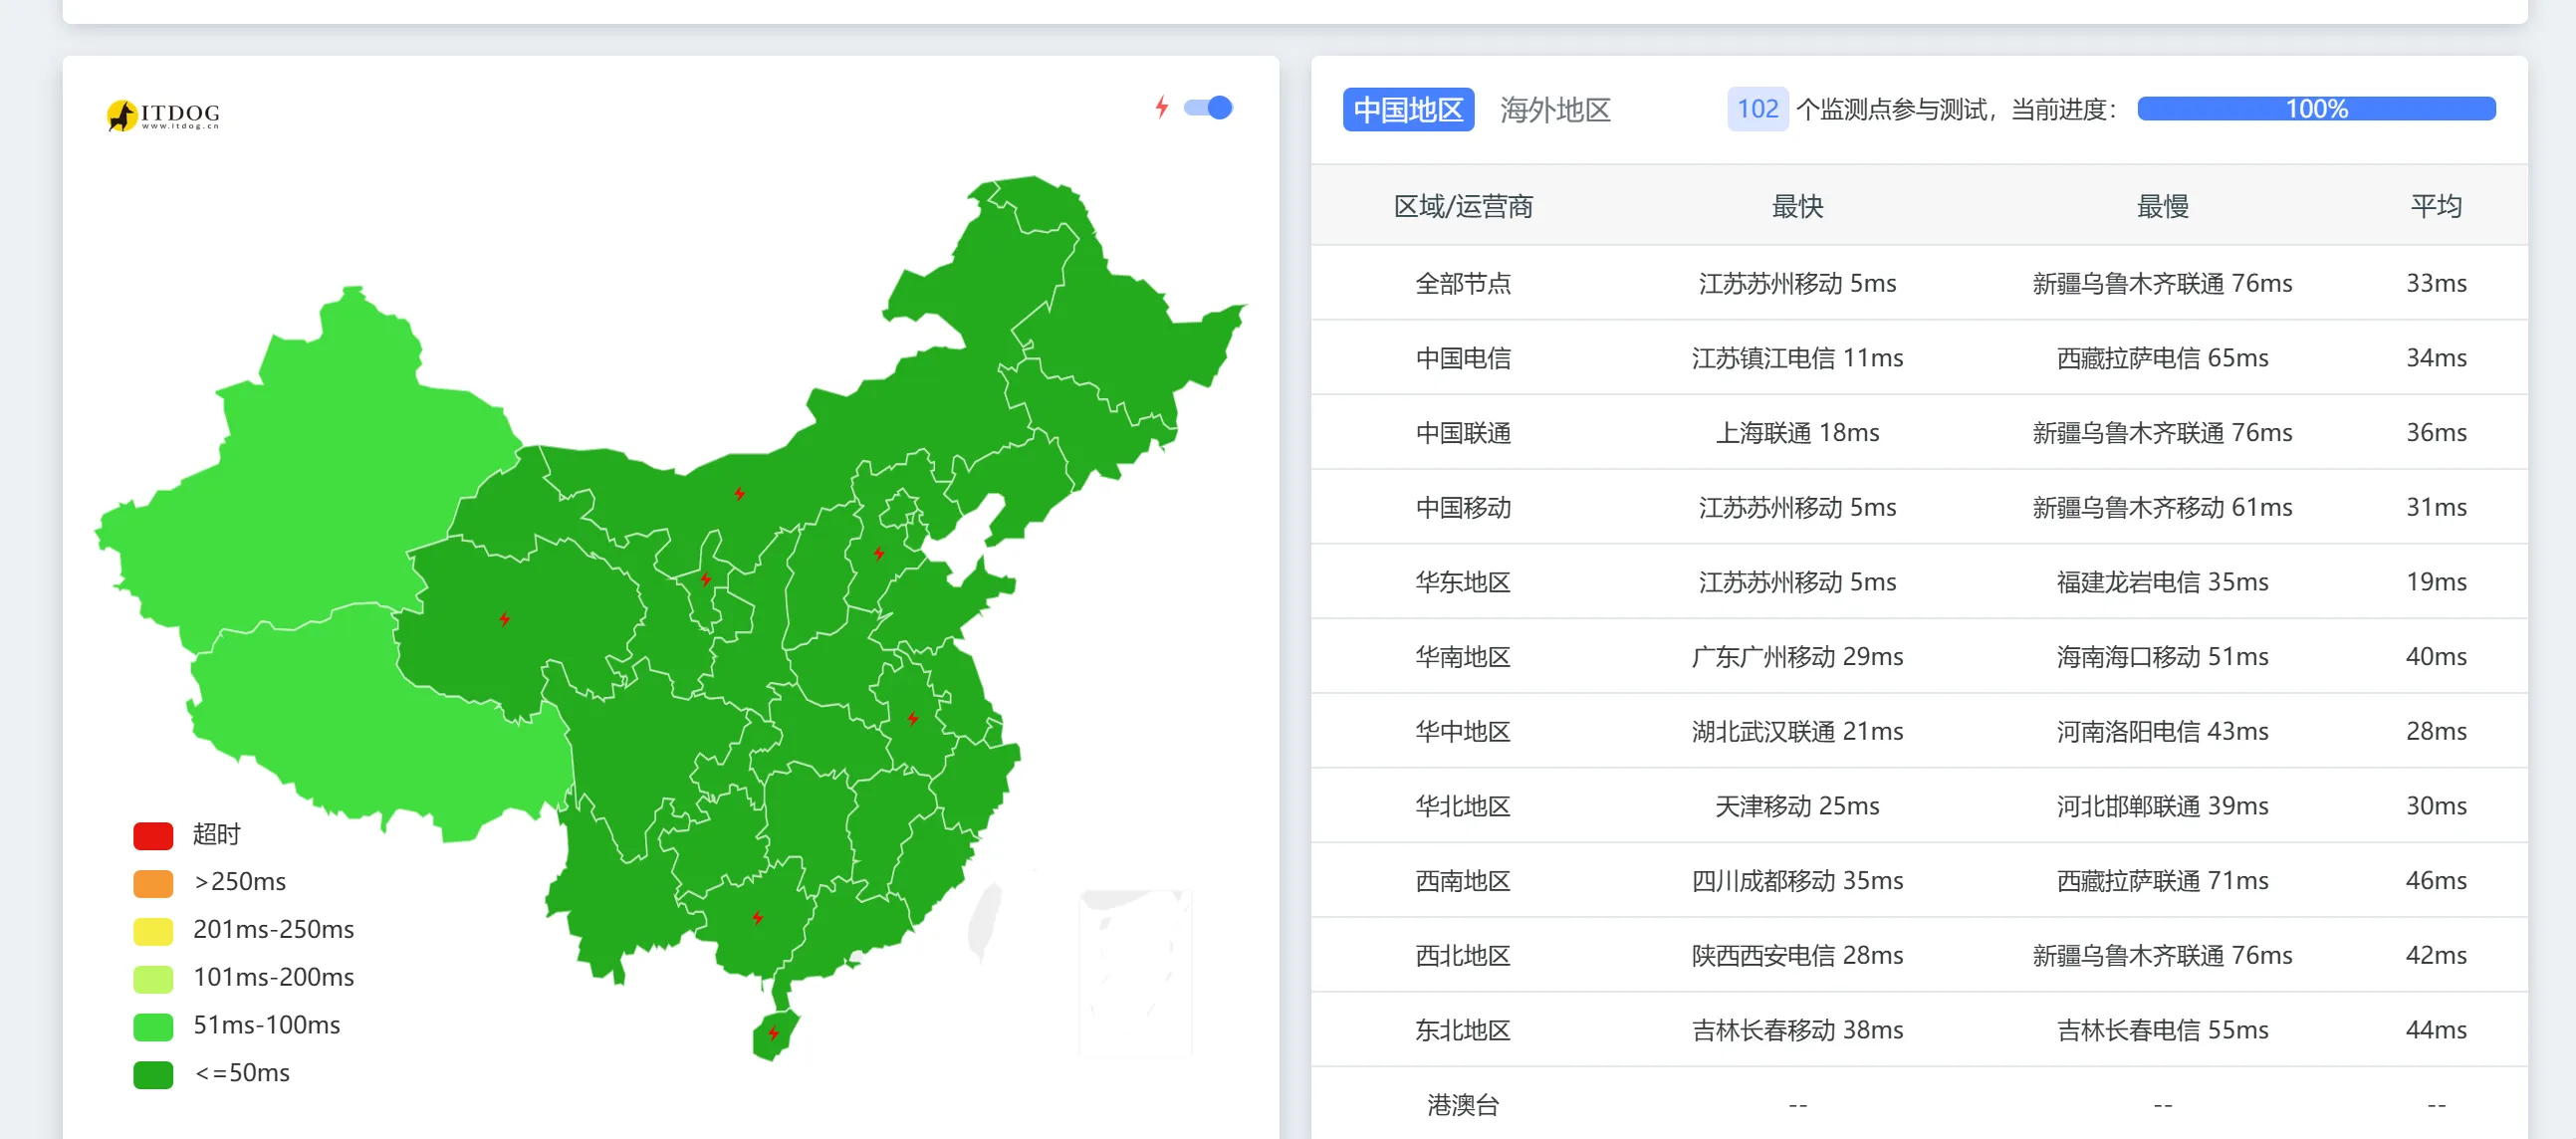 ITDOG
www.itdog.cn
超时
>250ms
201ms-250ms
101ms-200ms
51ms-100ms
<=50ms
中国地区 海外地区 102 个监测点参与测试，当前进度： 100%
区域/运营商 最快 最慢 平均
全部节点 江苏苏州移动 5ms 新疆乌鲁木齐联通 76ms 33ms
中国电信 江苏镇江电信 11ms 西藏拉萨电信 65ms 34ms
中国联通 上海联通 18ms 新疆乌鲁木齐联通 76ms 36ms
中国移动 江苏苏州移动 5ms 新疆乌鲁木齐移动 61ms 31ms
华东地区 江苏苏州移动 5ms 福建龙岩电信 35ms 19ms
华南地区 广东广州移动 29ms 海南海口移动 51ms 40ms
华中地区 湖北武汉联通 21ms 河南洛阳电信 43ms 28ms
华北地区 天津移动 25ms 河北邯郸联通 39ms 30ms
西南地区 四川成都移动 35ms 西藏拉萨联通 71ms 46ms
西北地区 陕西西安电信 28ms 新疆乌鲁木齐联通 76ms 42ms
东北地区 吉林长春移动 38ms 吉林长春电信 55ms 44ms
港澳台 -- -- --